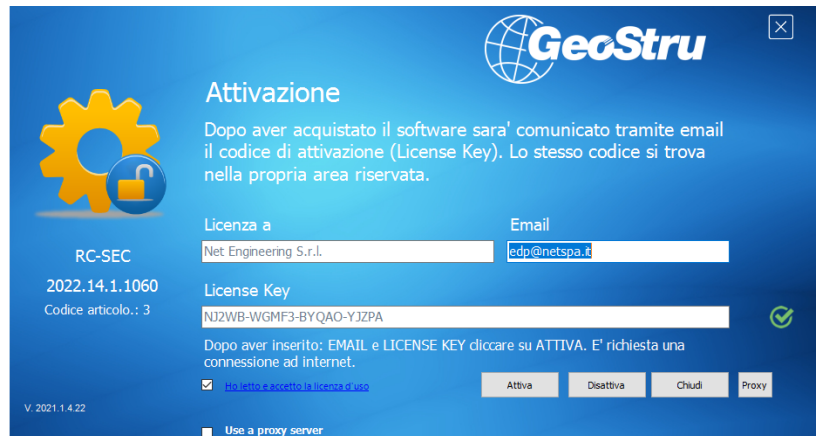 GeoStru
Attivazione
Dopo aver acquistato il software sara' comunicato tramite email
il codice di attivazione (License Key). Lo stesso codice si trova
nella propria area riservata.
Licenza a
Email
Net Engineering S.r.l.
edp@netspa.it
RC-SEC
2022.14.1.1060
Codice articolo.: 3
License Key
NJ2WB-WGMF3-BYQAO-YJZPA
Dopo aver inserito: EMAIL e LICENSE KEY cliccare su ATTIVA. E' richiesta una
connessione ad internet.
Ho letto e accetto la licenza d'uso
Attiva
Disattiva
Chiudi
Proxy
V. 2021.1.4.22
Use a proxy server